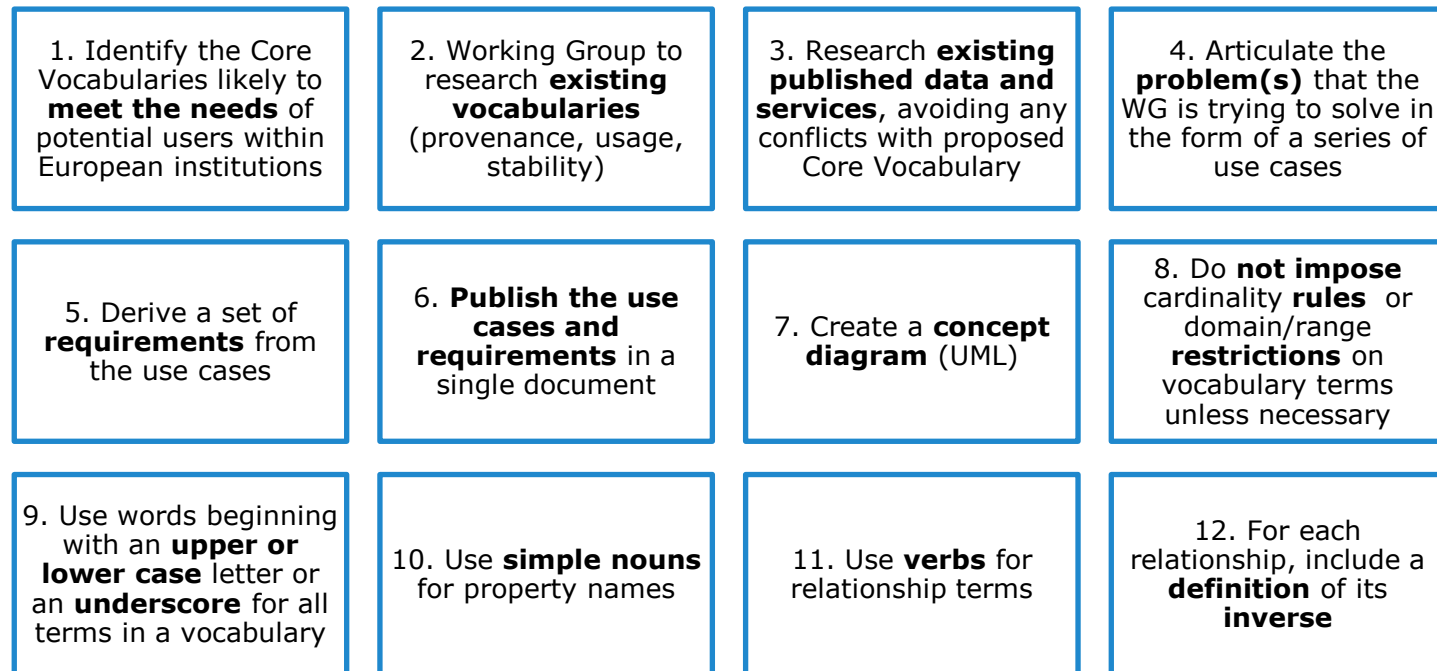 1. Identify the Core
Vocabularies likely to
meet the needs of
potential users within
European institutions
2. Working Group to
research existing
vocabularies
(provenance, usage,
stability)
3. Research existing
published data and
services, avoiding any
conflicts with proposed
Core Vocabulary
4. Articulate the
problem(s) that the
WG is trying to solve in
the form of a series of
use cases
5. Derive a set of
requirements from
the use cases
6. Publish the use
cases and
requirements in a
single document
7. Create a concept
diagram (UML)
8. Do not impose
cardinality rules or
domain/range
restrictions on
vocabulary terms
unless necessary
9. Use words beginning
with an upper or
lower case letter or
an underscore for all
terms in a vocabulary
10. Use simple nouns
for property names
11. Use verbs for
relationship terms
12. For each
relationship, include a
definition of its
inverse